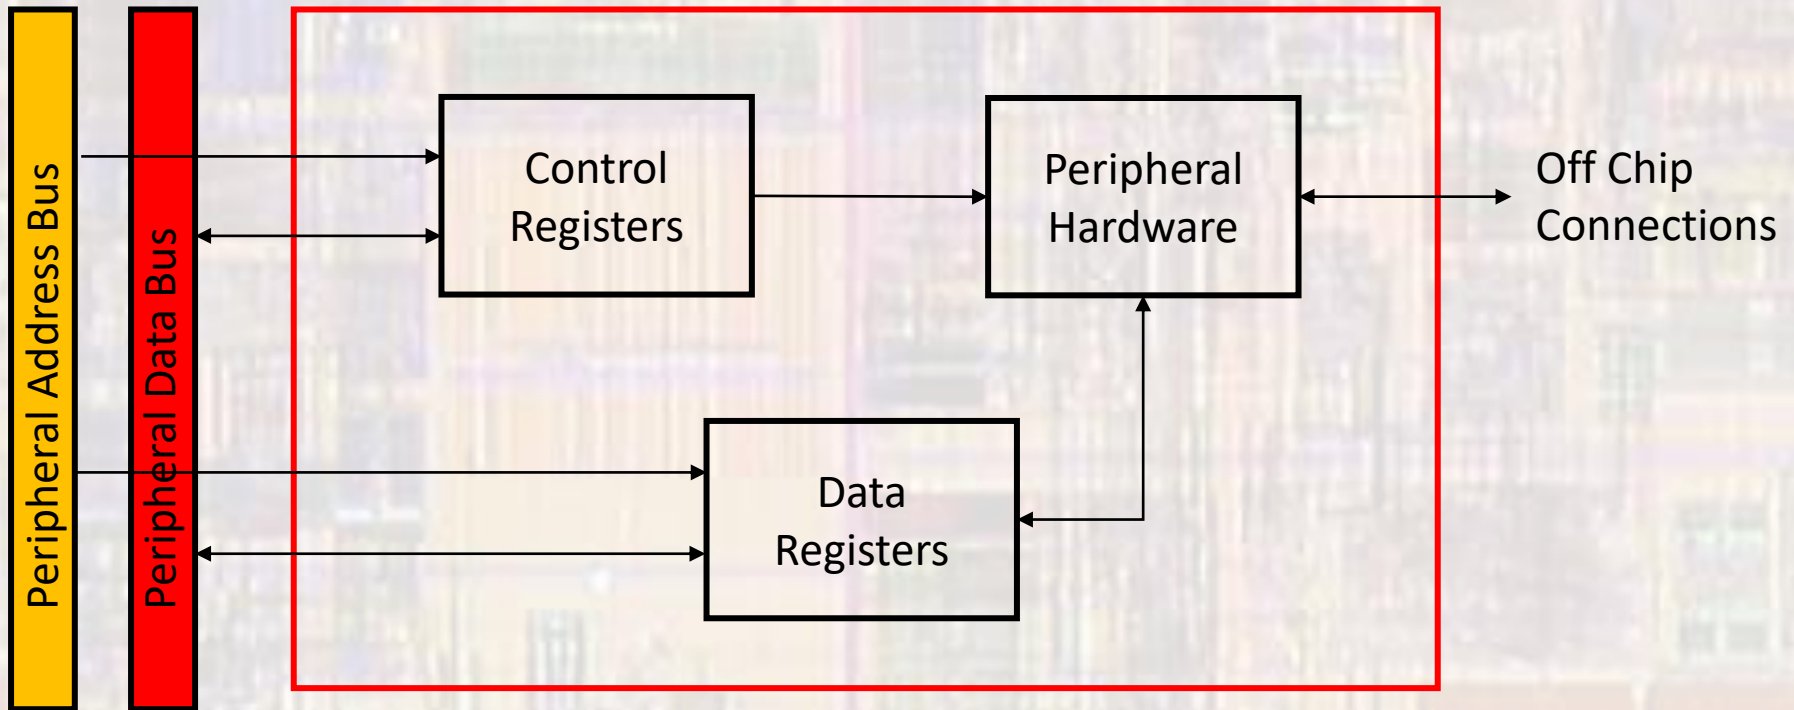 Peripheral Address Bus
Peripheral Data Bus
Control
Registers
Peripheral
Hardware
Off Chip
Connections
Data
Registers